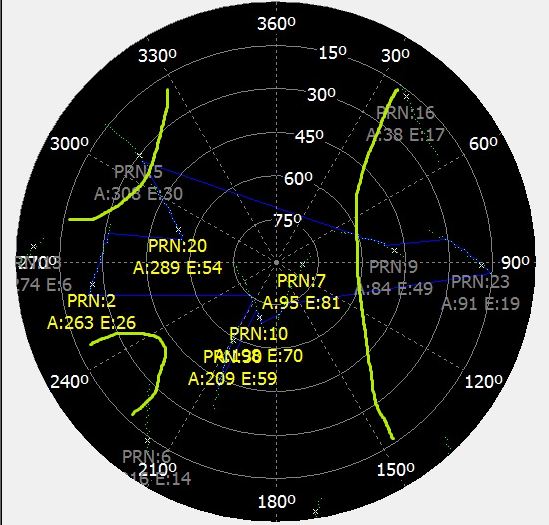 360º
330º
15º
30º
30º
PRN:16
A:38 E:17
45º
300º
60º
PRN:5
A:308 E:30
60º
75º
PRN:20
A:289 E:54
270º
274 E:6
PRN:7
A:95 E:81
PRN:9
A:84 E:49
90º
PRN:23
A:91 E:19
PRN:2
A:263 E:26
PRN:10
E:70
A:209 E:59
240º
120º
PRN:6
E:14
210º
150º
180º